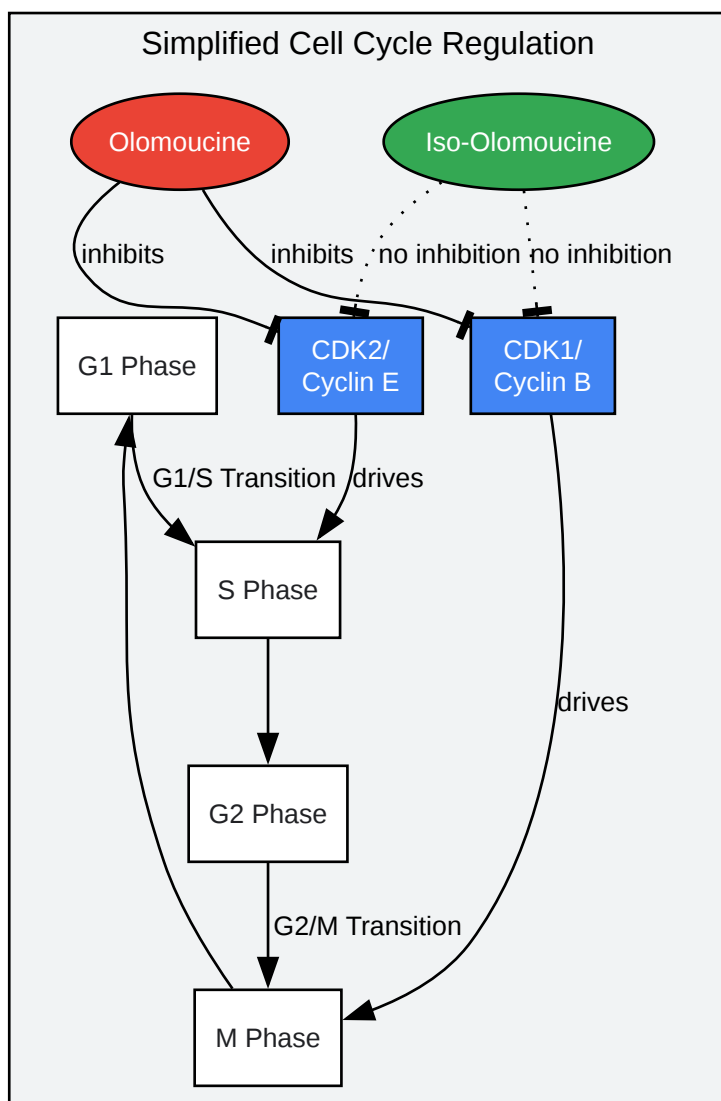 Simplified Cell Cycle Regulation
Olomoucine
Iso-Olomoucine
inhibits
inhibits
no inhibition
no inhibition
G1 Phase
CDK2/
Cyclin E
CDK1/
Cyclin B
G1/S Transition
drives
S Phase
drives
G2 Phase
G2/M Transition
M Phase